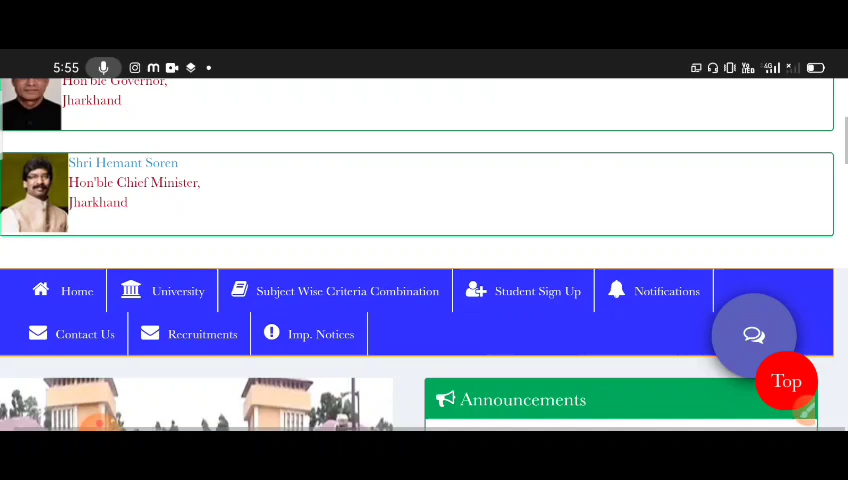 5:55
Hon'ble Governor,
Jharkhand
Shri Hemant Soren
Hon'ble Chief Minister,
Jharkhand
Home University Subject Wise Criteria Combination Student Sign Up Notifications
Contact Us Recruitments Imp. Notices
Top
Announcements